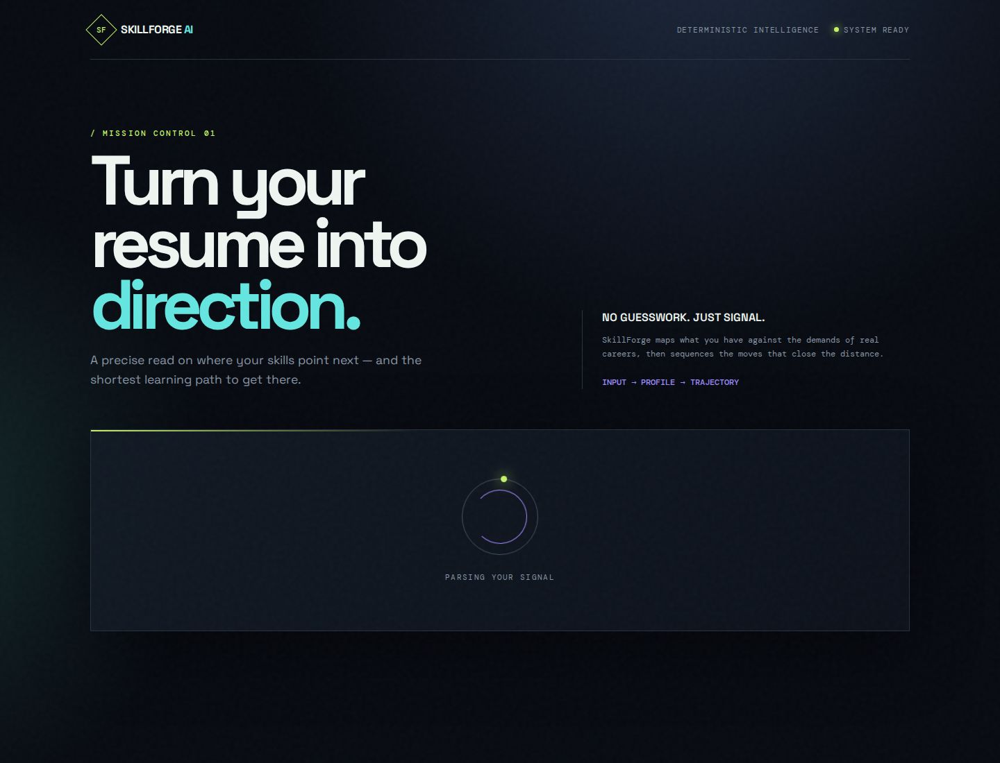 SF
SKILLFORGE AI
DETERMINISTIC INTELLIGENCE
SYSTEM READY
/ MISSION CONTROL 01
Turn your
resume into
direction.
A precise read on where your skills point next — and the
shortest learning path to get there.
NO GUESSWORK. JUST SIGNAL.
SkillForge maps what you have against the demands of real
careers, then sequences the moves that close the distance.
INPUT → PROFILE → TRAJECTORY
PARSING YOUR SIGNAL